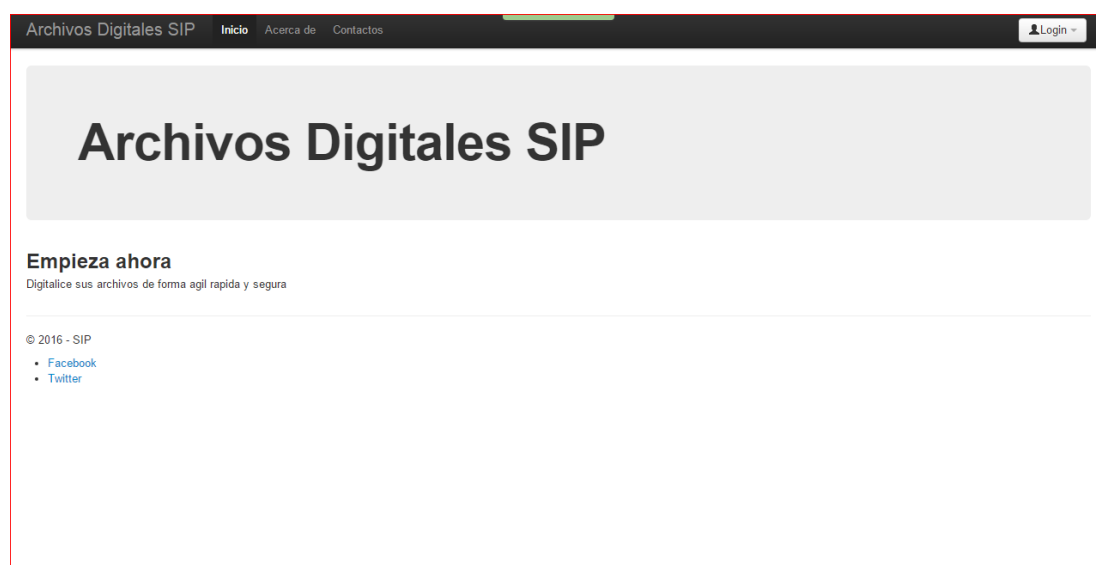 Archivos Digitales SIP Inicio Acerca de Contactos Login
Archivos Digitales SIP
Empieza ahora
Digitalice sus archivos de forma agil rapida y segura
© 2016 - SIP
Facebook
Twitter